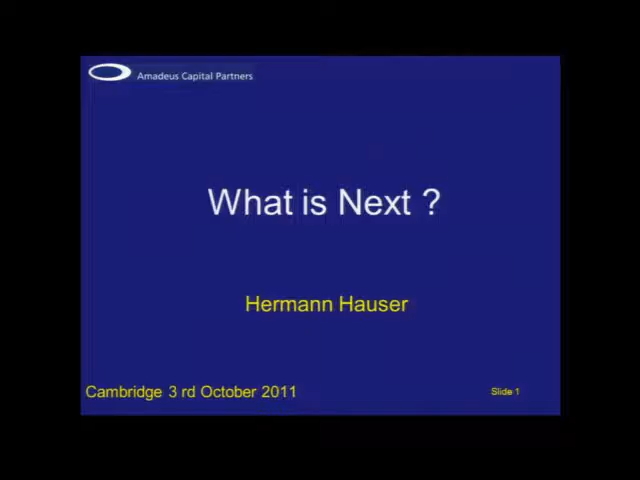 Amadeus Capital Partners
What is Next ?
Hermann Hauser
Cambridge 3 rd October 2011
Slide 1